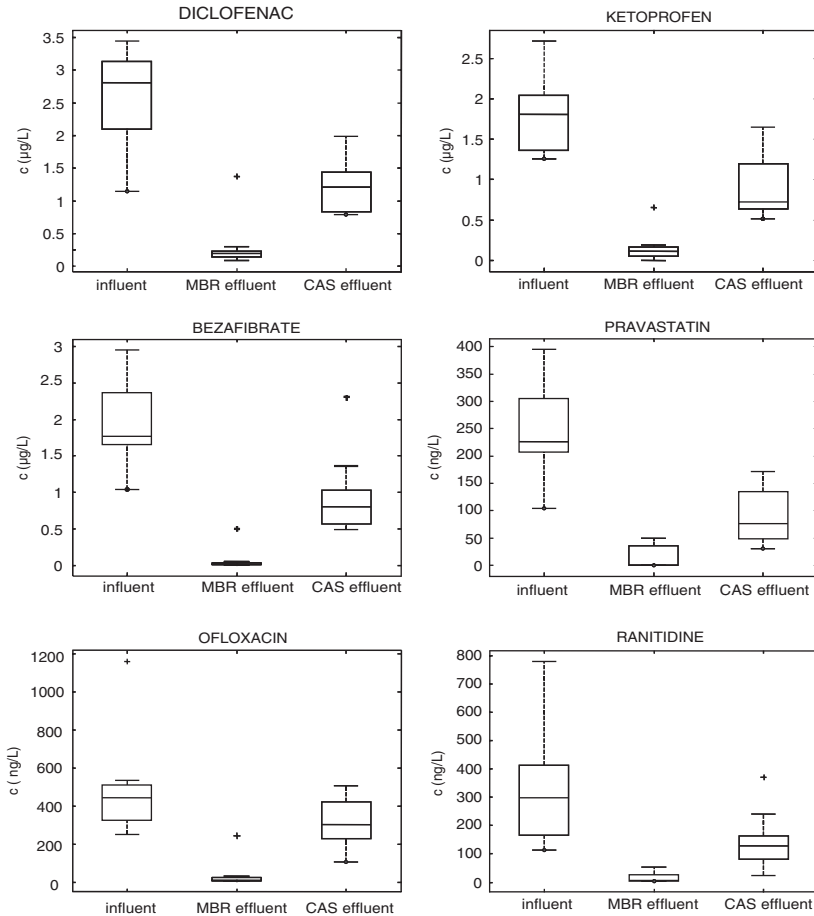 DICLOFENAC
3.5
3
2.5
2
1.5
1
0.5
0
c (µg/L)
influent MBR effluent CAS effluent
KETOPROFEN
2.5
2
1.5
1
0.5
0
c (µg/L)
influent MBR effluent CAS effluent
BEZAFIBRATE
3
2.5
2
1.5
1
0.5
0
c (µg/L)
influent MBR effluent CAS effluent
PRAVASTATIN
400
350
300
250
200
150
100
50
0
c (ng/L)
influent MBR effluent CAS effluent
OFLOXACIN
1200
1000
800
600
400
200
0
c ( ng/L)
influent MBR effluent CAS effluent
RANITIDINE
800
700
600
500
400
300
200
100
0
c (ng/L)
influent MBR effluent CAS effluent